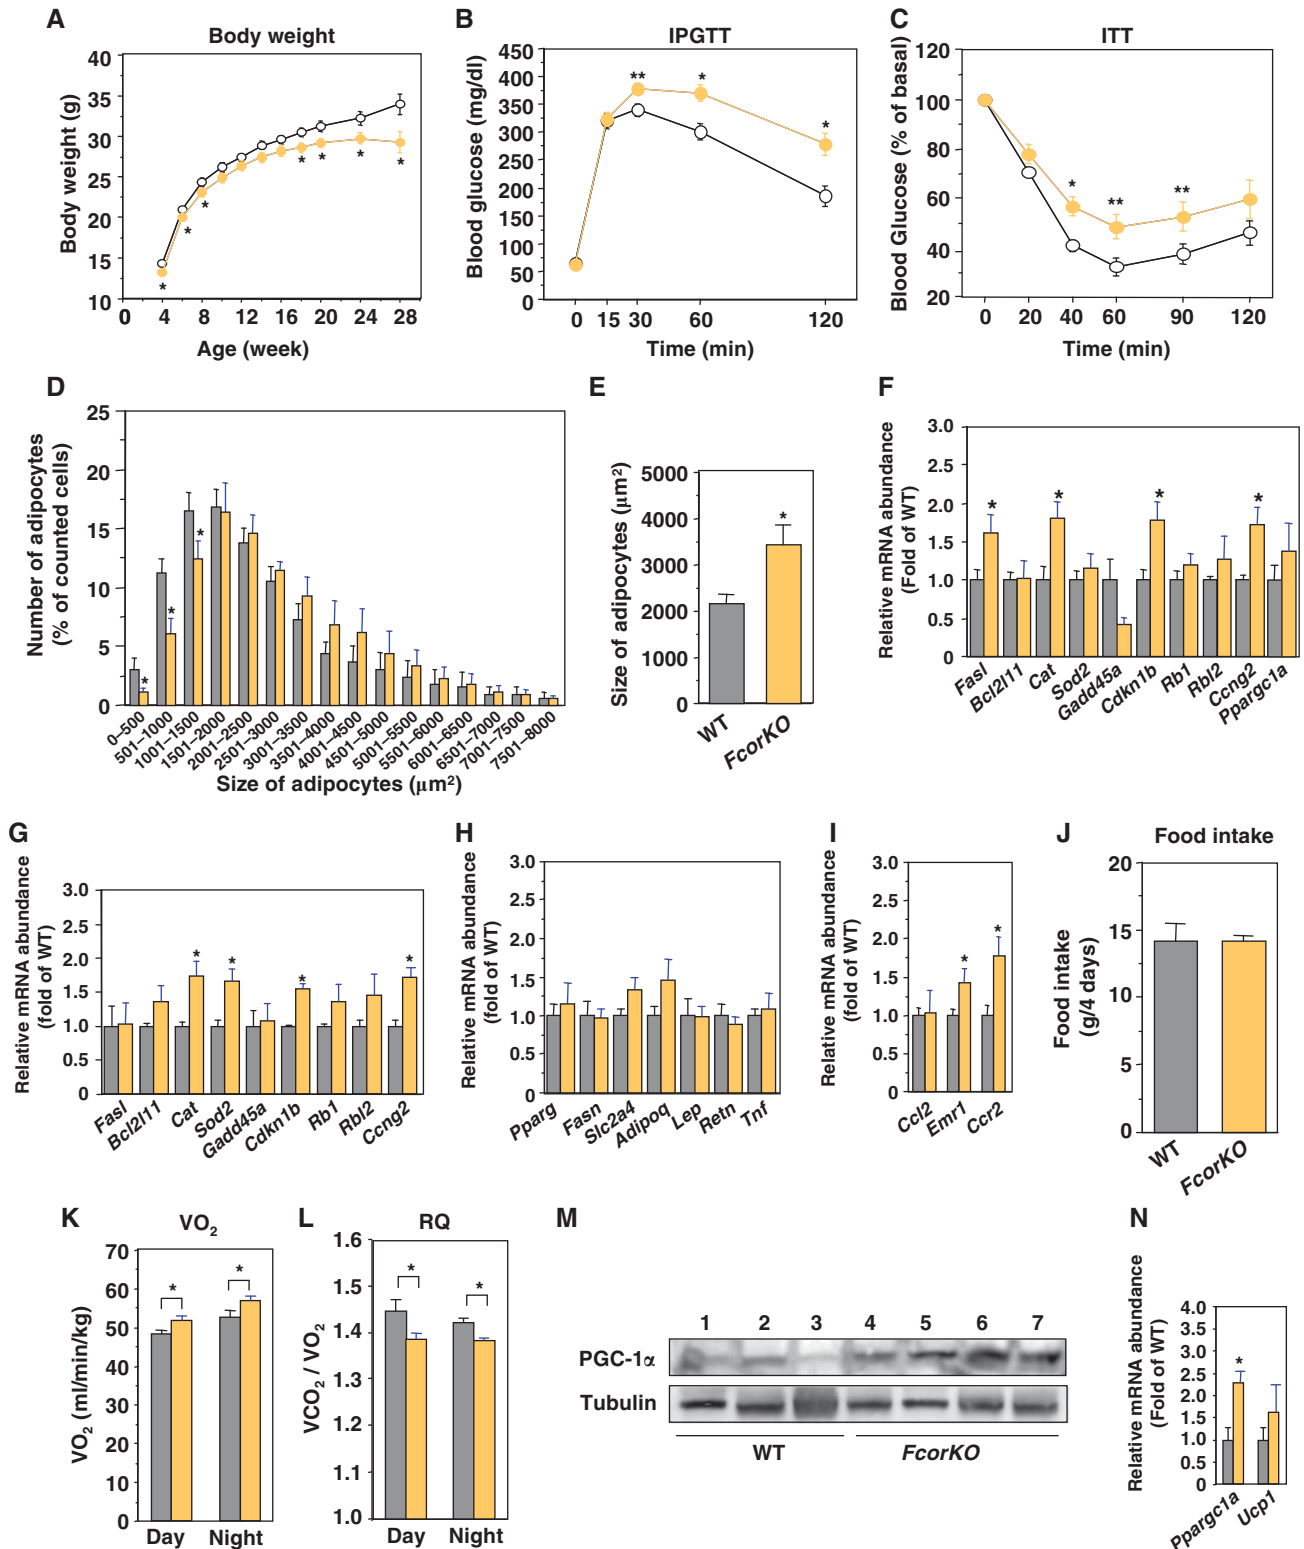 A
Body weight
Body weight (g)
40
35
30
25
20
15
10
0 4 8 12 16 20 24 28
Age (week)
* * * * * * *
B
IPGTT
Blood glucose (mg/dl)
450
400
350
300
250
200
150
100
50
0
0 15 30 60 120
Time (min)
** * *
C
ITT
Blood Glucose (% of basal)
120
100
80
60
40
20
0 20 40 60 90 120
Time (min)
* ** **
D
Number of adipocytes
(% of counted cells)
25
20
15
10
5
0
* * *
0–500
501–1000
1001–1500
1501–2000
2001–2500
2501–3000
3001–3500
3501–4000
4001–4500
4501–5000
5001–5500
5501–6000
6001–6500
6501–7000
7001–7500
7501–8000
Size of adipocytes (μm²)
E
Size of adipocytes (μm²)
5000
4000
3000
2000
1000
0
*
WT
FcorKO
F
Relative mRNA abundance
(Fold of WT)
3.0
2.5
2.0
1.5
1.0
0.5
0
* * * *
Fasl
Bcl2l11
Cat
Sod2
Gadd45a
Cdkn1b
Rb1
Rbl2
Ccng2
Ppargc1a
G
Relative mRNA abundance
(fold of WT)
3.0
2.5
2.0
1.5
1.0
0.5
0
* * * *
Fasl
Bcl2l11
Cat
Sod2
Gadd45a
Cdkn1b
Rb1
Rbl2
Ccng2
H
Relative mRNA abundance
(fold of WT)
3.0
2.5
2.0
1.5
1.0
0.5
0
Pparg
Fasn
Slc2a4
Adipoq
Lep
Retn
Tnf
I
Relative mRNA abundance
(fold of WT)
3.0
2.5
2.0
1.5
1.0
0.5
0
* *
Ccl2
Emr1
Ccr2
J
Food intake
Food intake
(g/4 days)
20
15
10
5
0
WT
FcorKO
K
VO₂
VO₂ (ml/min/kg)
70
60
50
40
30
20
10
0
* *
Day Night
L
RQ
VCO₂ / VO₂
1.6
1.5
1.4
1.3
1.2
1.1
1.0
* *
Day Night
M
1 2 3 4 5 6 7
PGC-1α
Tubulin
WT FcorKO
N
Relative mRNA abundance
(Fold of WT)
4.0
3.5
3.0
2.5
2.0
1.5
1.0
0.5
0
*
Ppargc1a
Ucp1